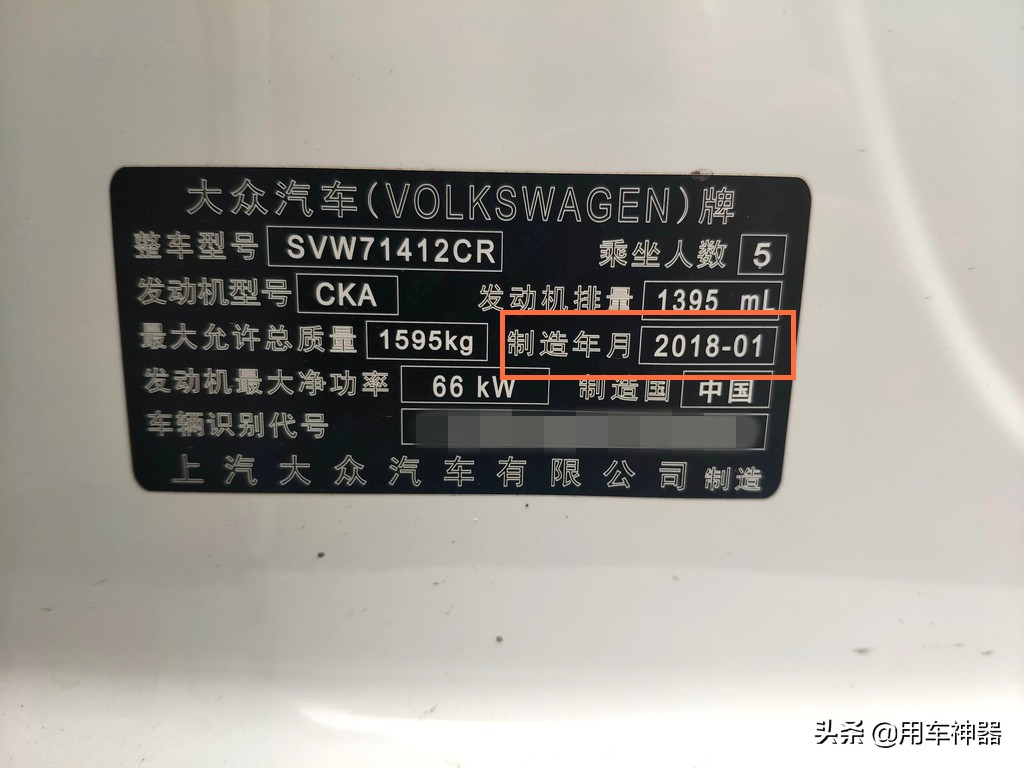 大众汽车(VOLKSWAGEN)牌
整车型号 SVW71412CR 乘坐人数 5
发动机型号 CKA 发动机排量 1395 mL
最大允许总质量 1595kg 制造年月 2018-01
发动机最大净功率 66 kW 制造国 中国
车辆识别代号
上汽大众汽车有限公司 制造
头条 @用车神器